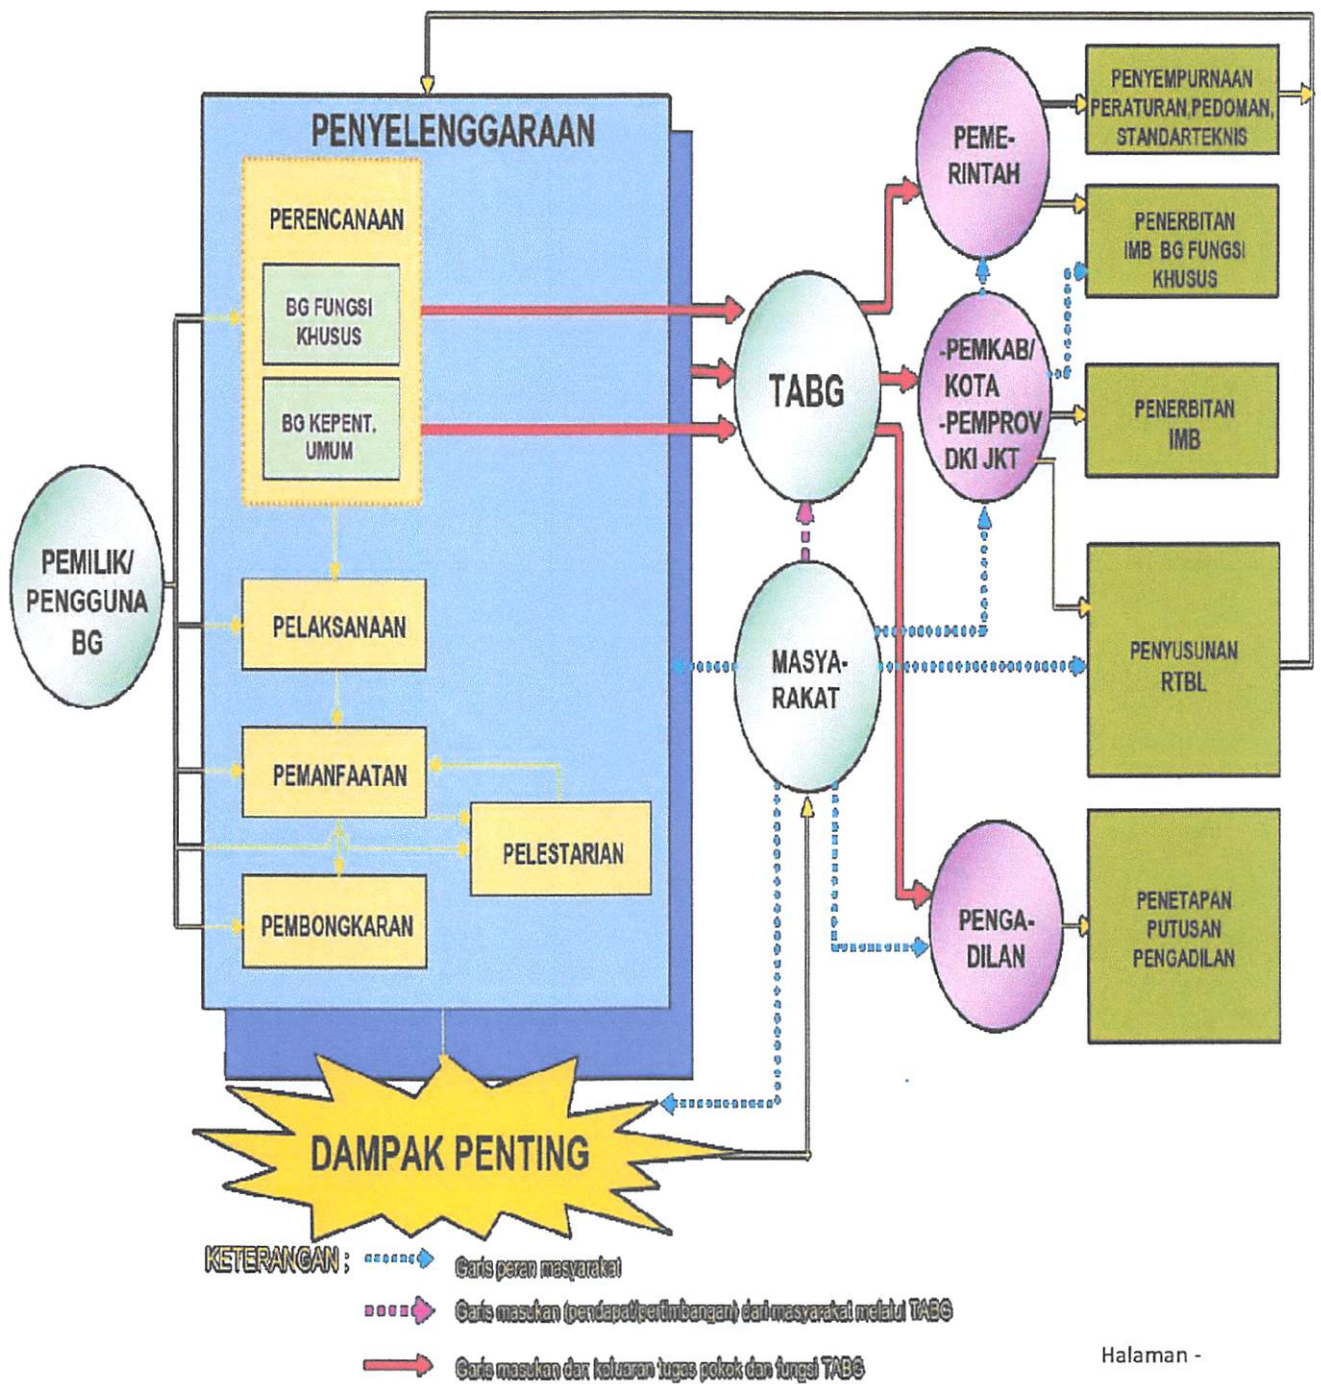 PENYELENGGARAAN
PERENCANAAN
BG FUNGSI
KHUSUS
BG KEPENT.
UMUM
PELAKSANAAN
PEMANFAATAN
PELESTARIAN
PEMBONGKARAN
PEMILIK/
PENGGUNA
BG
TABG
MASYA-
RAKAT
PEME-
RINTAH
-PEMKAB/
KOTA
-PEMPROV
DKI JKT
PENGA-
DILAN
PENYEMPURNAAN
PERATURAN,PEDOMAN,
STANDARTEKNIS
PENERBITAN
IMB BG FUNGSI
KHUSUS
PENERBITAN
IMB
PENYUSUNAN
RTBL
PENETAPAN
PUTUSAN
PENGADILAN
DAMPAK PENTING
KETERANGAN :
Garis peran masyarakat
Garis masukan (pendapat/pertimbangan) dari masyarakat melalui TABG
Garis masukan dan keluaran tugas pokok dan fungsi TABG
Halaman -